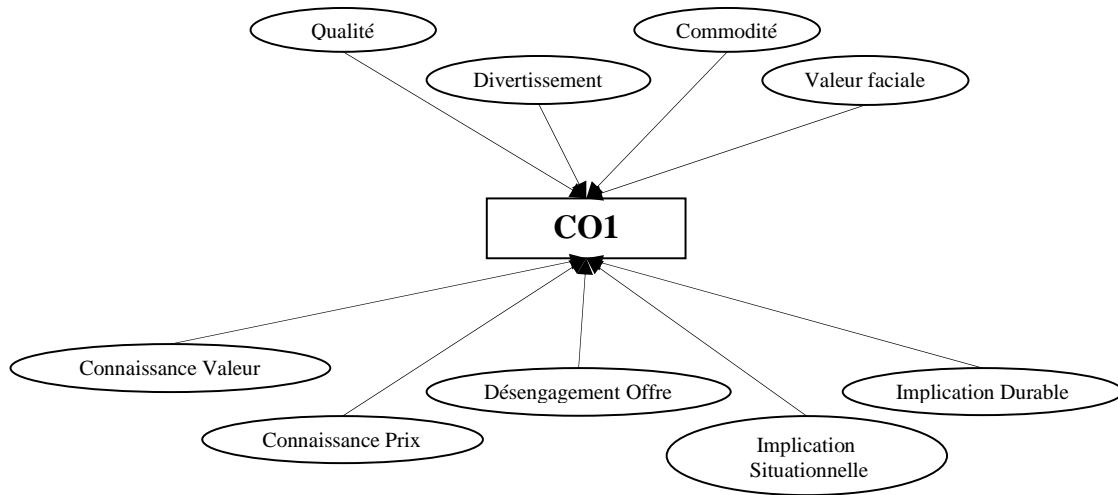 Qualité
Commodité
Divertissement
Valeur faciale
CO1
Connaissance Valeur
Désengagement Offre
Implication Durable
Connaissance Prix
Implication
Situationnelle